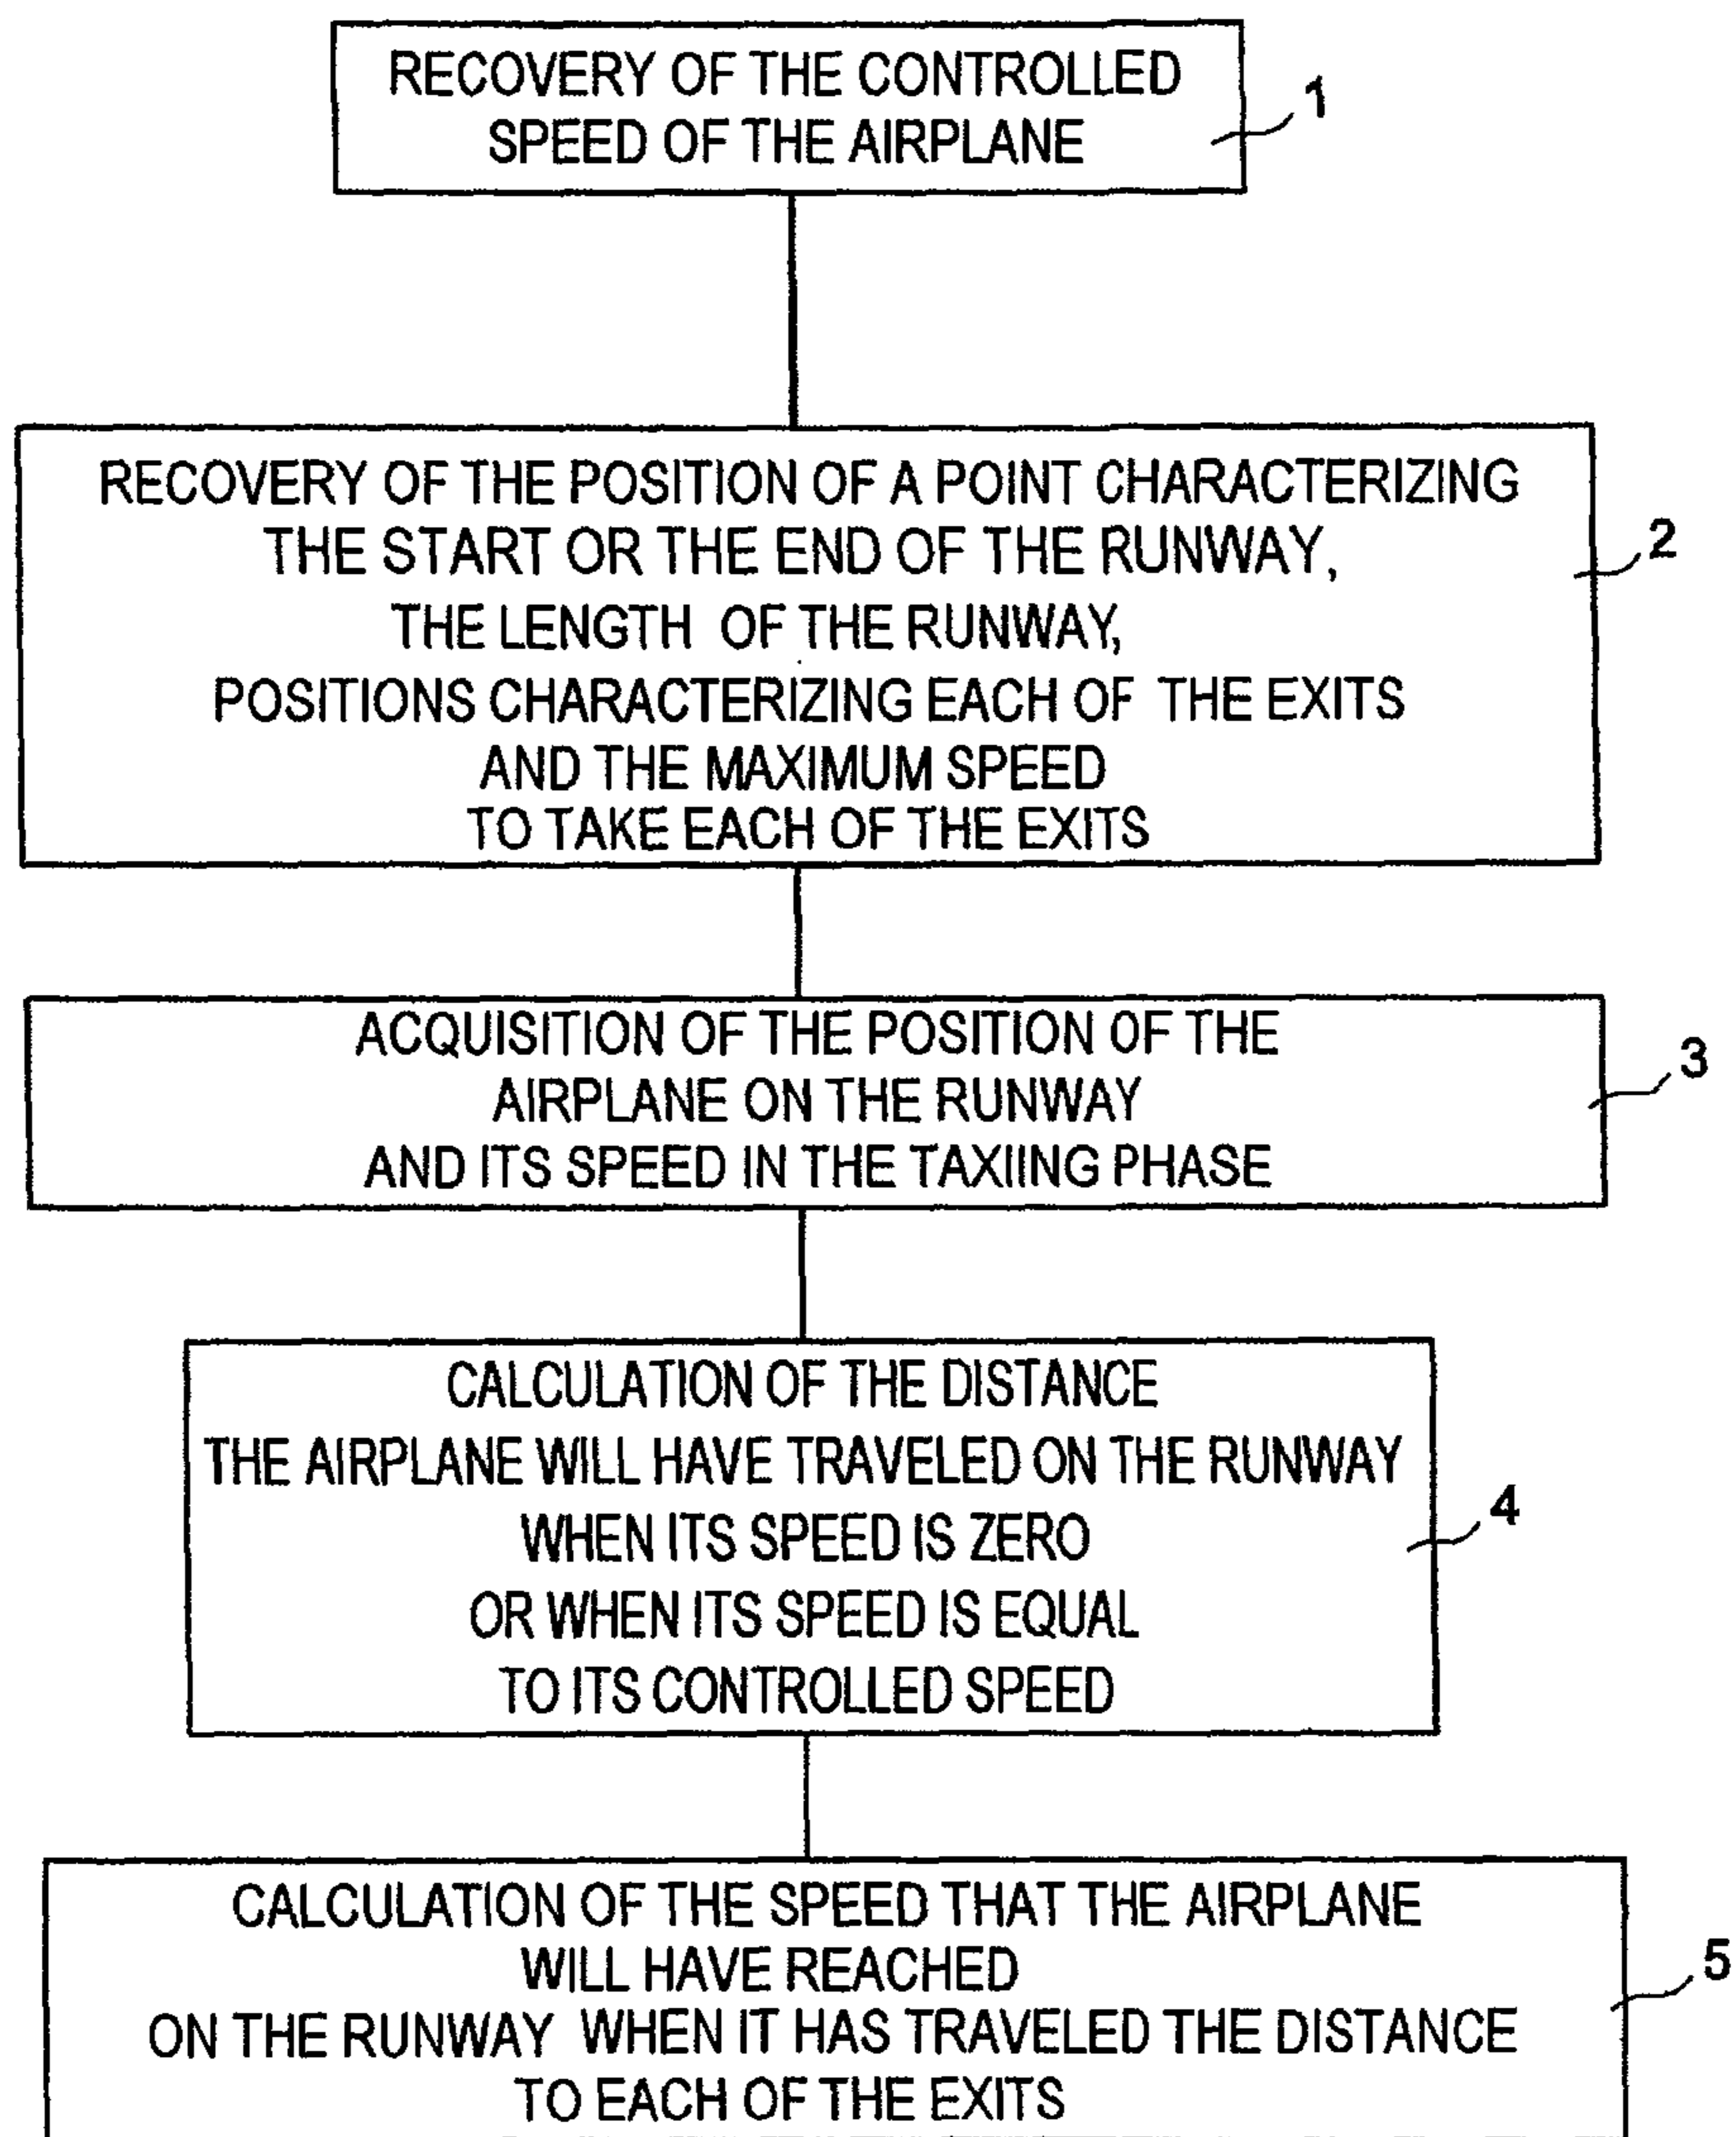 RECOVERY OF THE CONTROLLED
SPEED OF THE AIRPLANE
1
RECOVERY OF THE POSITION OF A POINT CHARACTERIZING
THE START OR THE END OF THE RUNWAY,
THE LENGTH OF THE RUNWAY,
POSITIONS CHARACTERIZING EACH OF THE EXITS
AND THE MAXIMUM SPEED
TO TAKE EACH OF THE EXITS
2
ACQUISITION OF THE POSITION OF THE
AIRPLANE ON THE RUNWAY
AND ITS SPEED IN THE TAXIING PHASE
3
CALCULATION OF THE DISTANCE
THE AIRPLANE WILL HAVE TRAVELED ON THE RUNWAY
WHEN ITS SPEED IS ZERO
OR WHEN ITS SPEED IS EQUAL
TO ITS CONTROLLED SPEED
4
CALCULATION OF THE SPEED THAT THE AIRPLANE
WILL HAVE REACHED
ON THE RUNWAY WHEN IT HAS TRAVELED THE DISTANCE
TO EACH OF THE EXITS
5